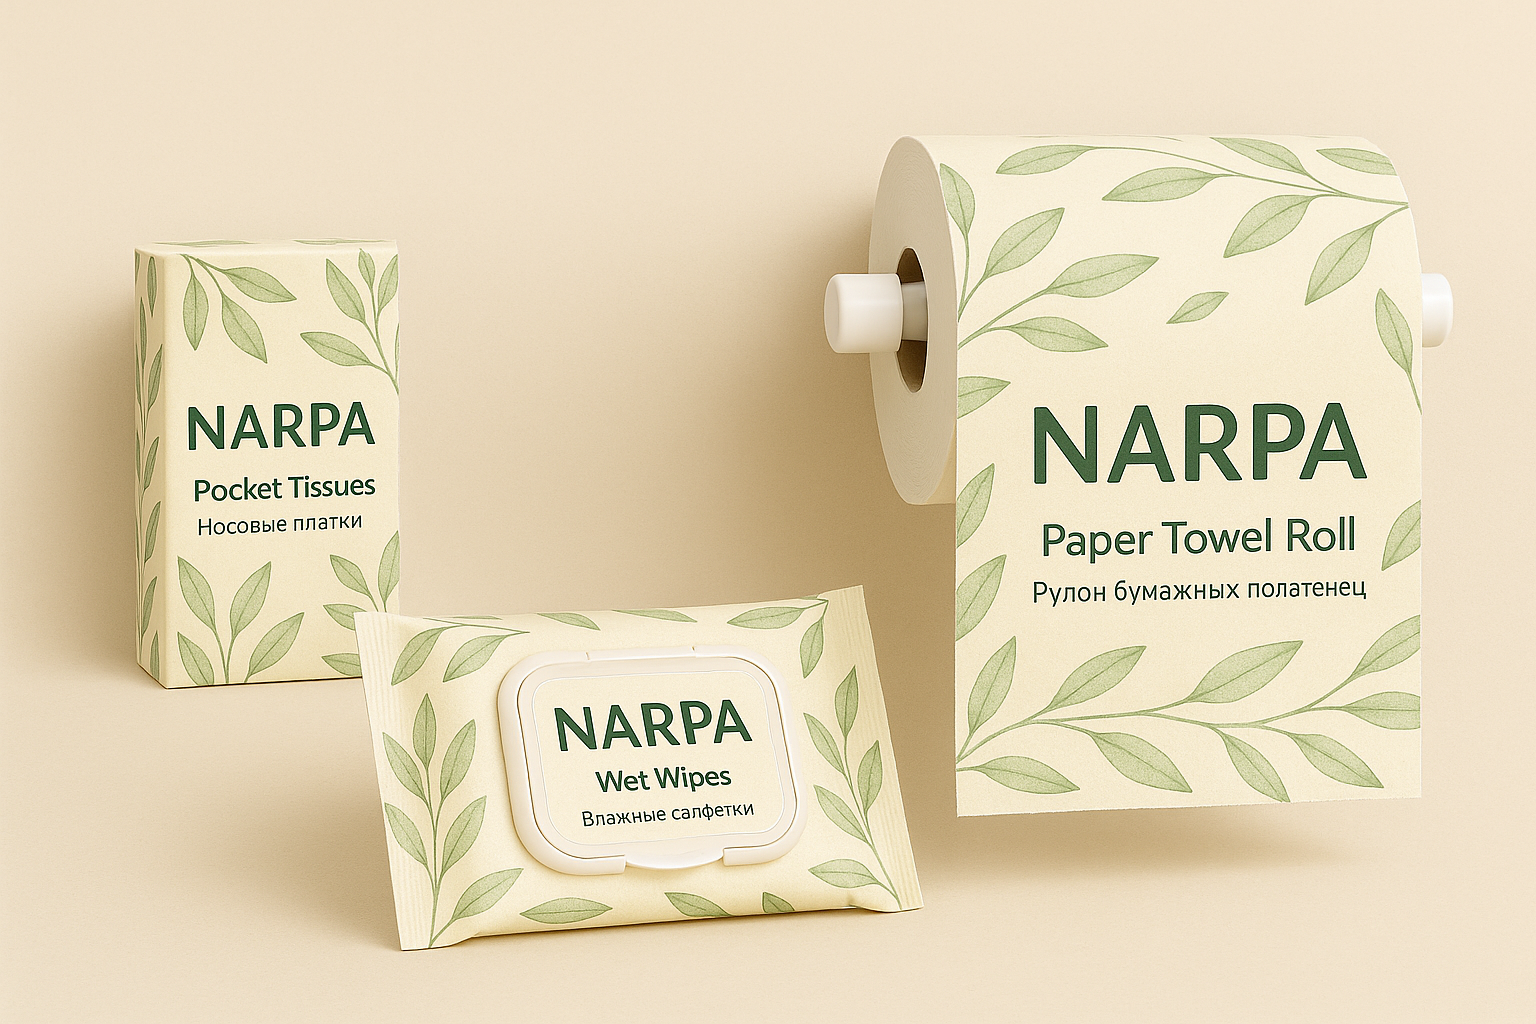 NARPA
Pocket Tissues
Носовые платки
NARPA
Wet Wipes
Влажные салфетки
NARPA
Paper Towel Roll
Рулон бумажных полатенец